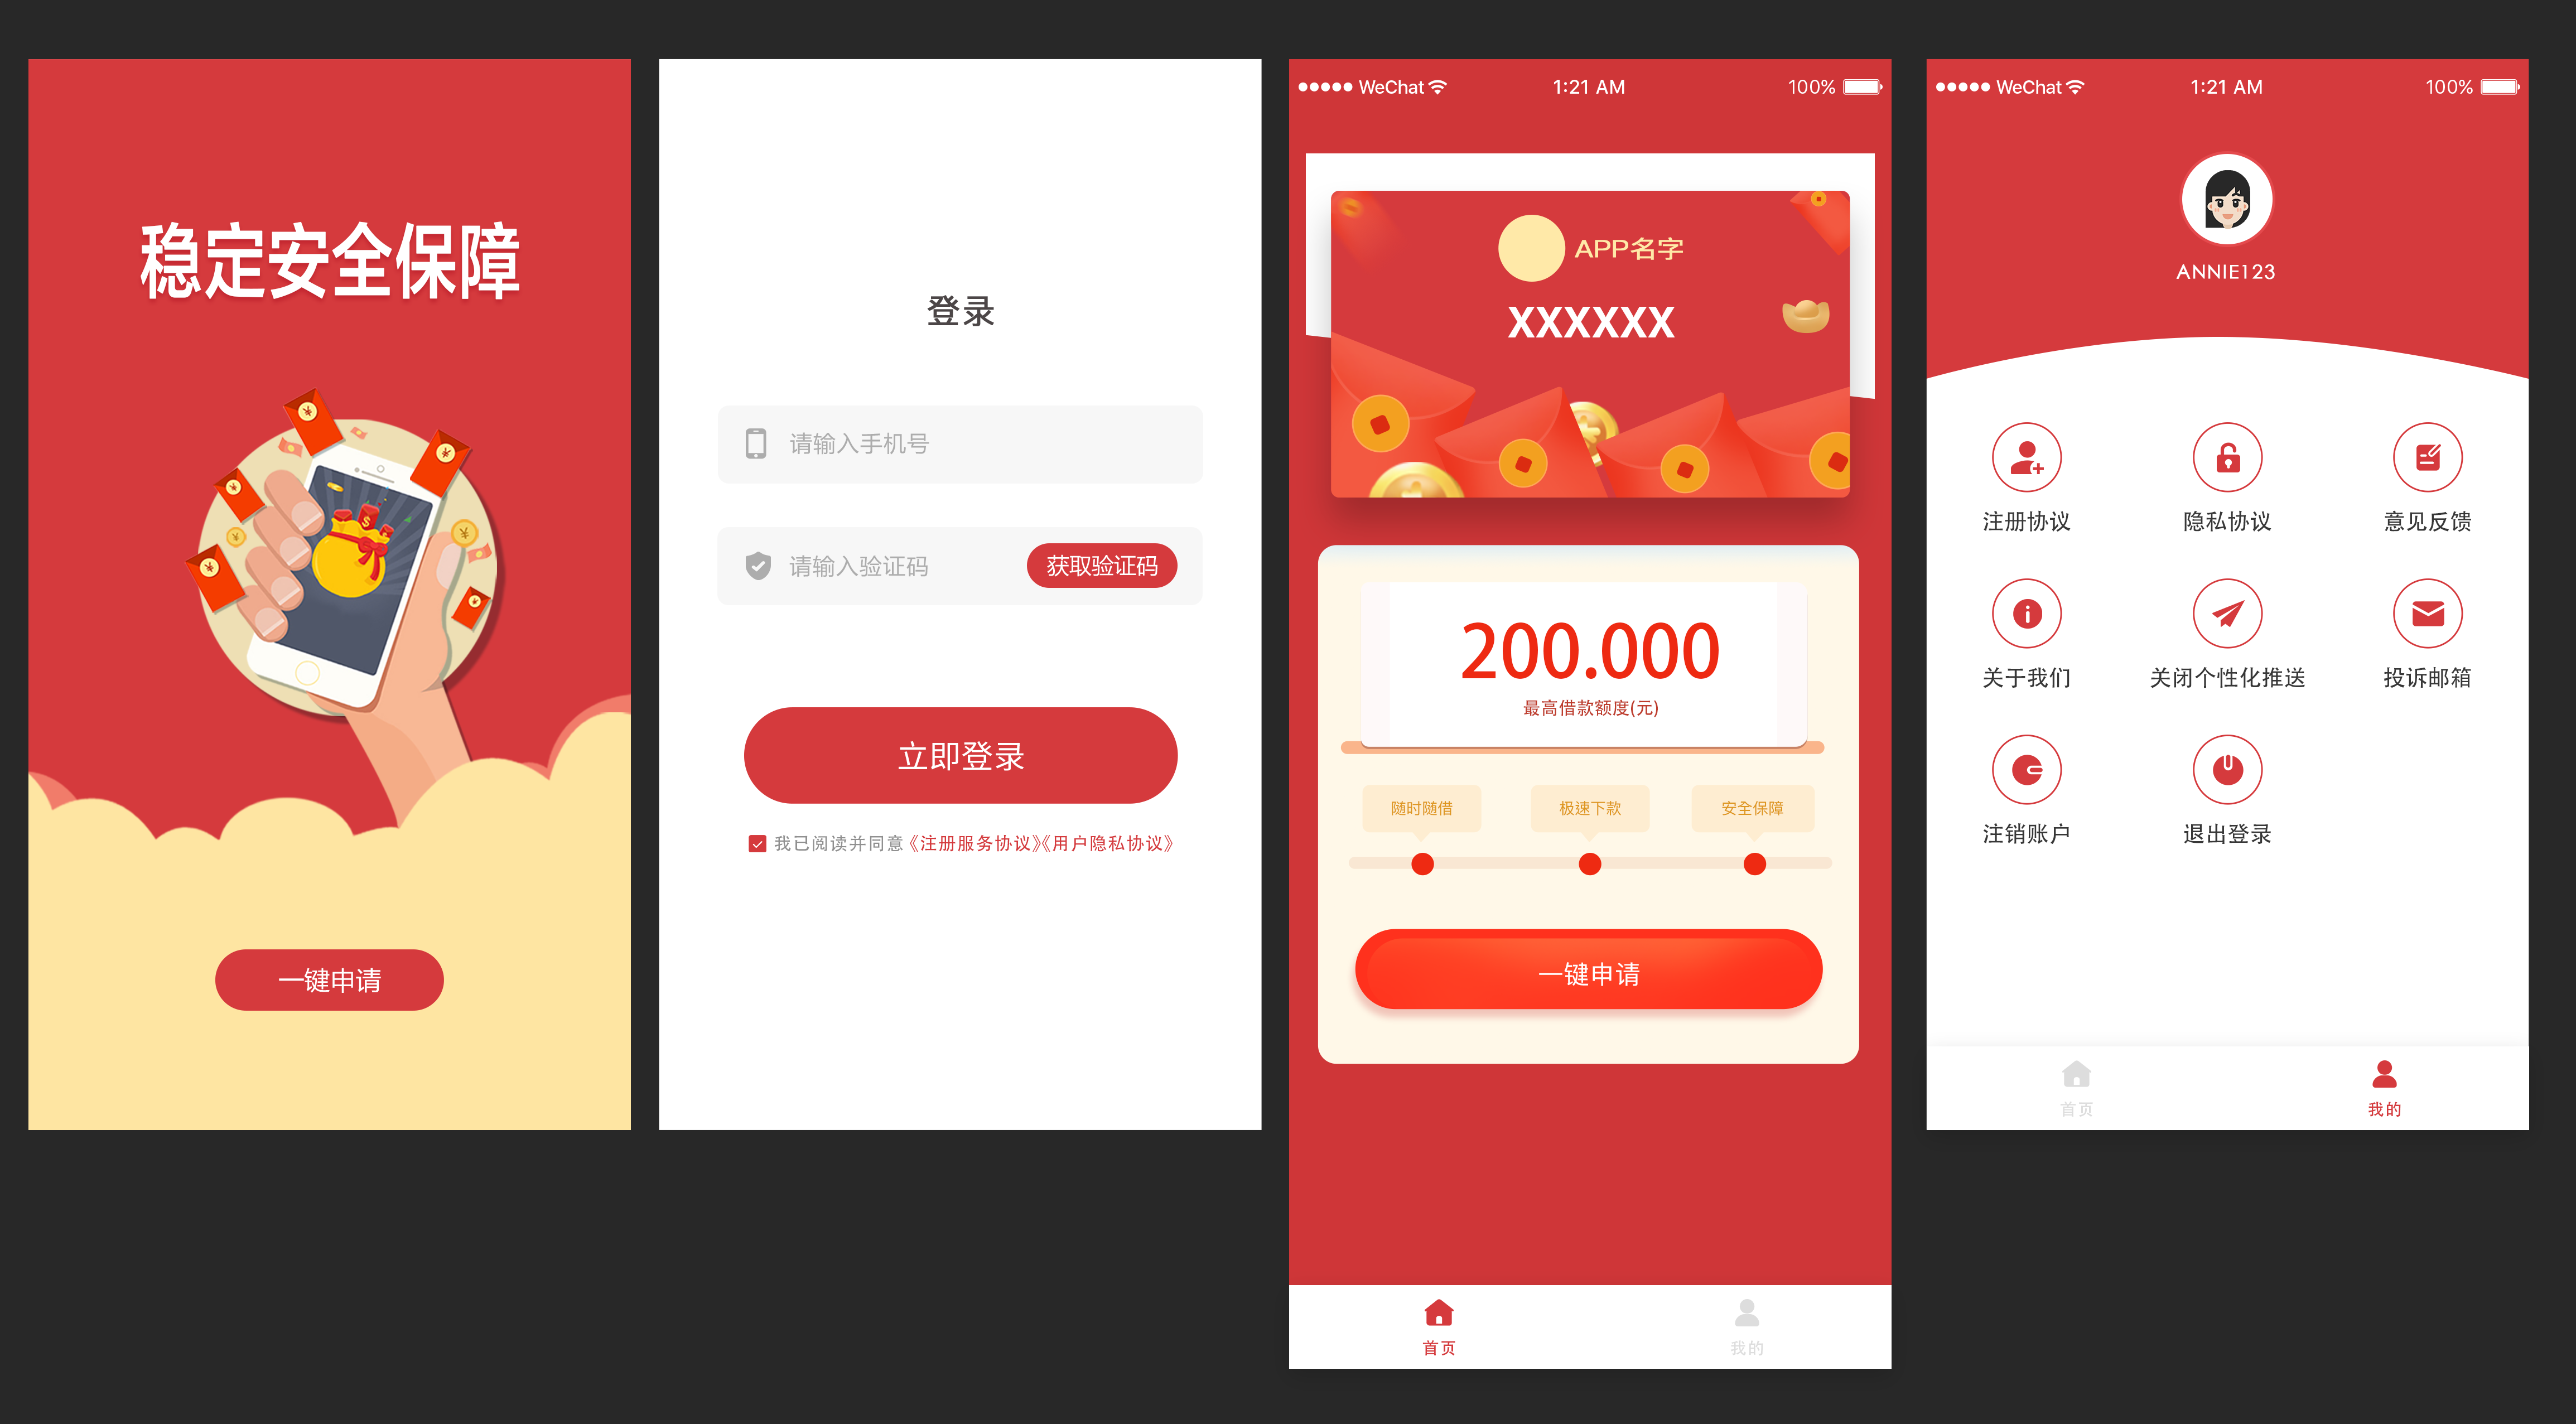 稳定安全保障
一键申请
登录
请输入手机号
请输入验证码
获取验证码
立即登录
我已阅读并同意《注册服务协议》《用户隐私协议》
WeChat 1:21 AM 100%
APP名字
XXXXXX
200.000
最高借款额度(元)
随时随借 极速下款 安全保障
一键申请
首页 我的
WeChat 1:21 AM 100%
ANNIE123
注册协议 隐私协议 意见反馈
关于我们 关闭个性化推送 投诉邮箱
注销账户 退出登录
首页 我的